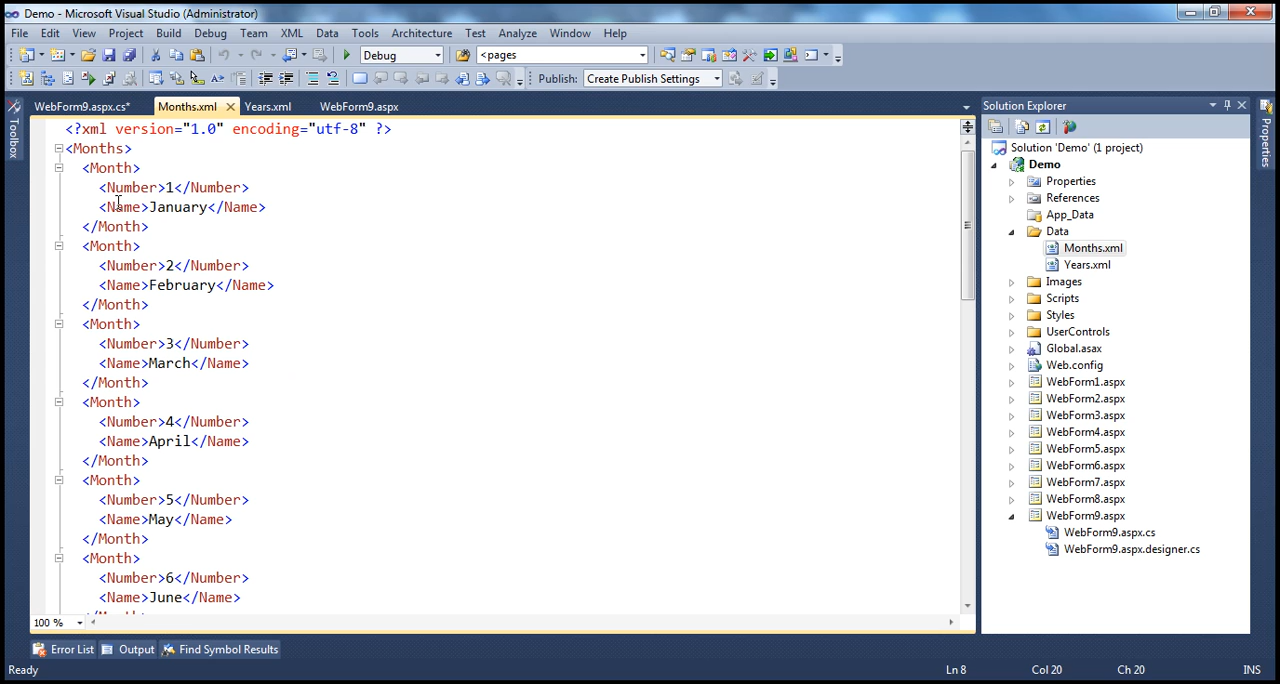 Demo - Microsoft Visual Studio (Administrator)
File Edit View Project Build Debug Team XML Data Tools Architecture Test Analyze Window Help
Debug <pages
Publish: Create Publish Settings
Toolbox
WebForm9.aspx.cs* Months.xml Years.xml WebForm9.aspx
<?xml version="1.0" encoding="utf-8" ?>
<Months>
<Month>
<Number>1</Number>
<Name>January</Name>
</Month>
<Month>
<Number>2</Number>
<Name>February</Name>
</Month>
<Month>
<Number>3</Number>
<Name>March</Name>
</Month>
<Month>
<Number>4</Number>
<Name>April</Name>
</Month>
<Month>
<Number>5</Number>
<Name>May</Name>
</Month>
<Month>
<Number>6</Number>
<Name>June</Name>
</Month>
100 %
Solution Explorer
Solution 'Demo' (1 project)
Demo
Properties
References
App_Data
Data
Months.xml
Years.xml
Images
Scripts
Styles
UserControls
Global.asax
Web.config
WebForm1.aspx
WebForm2.aspx
WebForm3.aspx
WebForm4.aspx
WebForm5.aspx
WebForm6.aspx
WebForm7.aspx
WebForm8.aspx
WebForm9.aspx
WebForm9.aspx.cs
WebForm9.aspx.designer.cs
Properties
Error List Output Find Symbol Results
Ready Ln 8 Col 20 Ch 20 INS